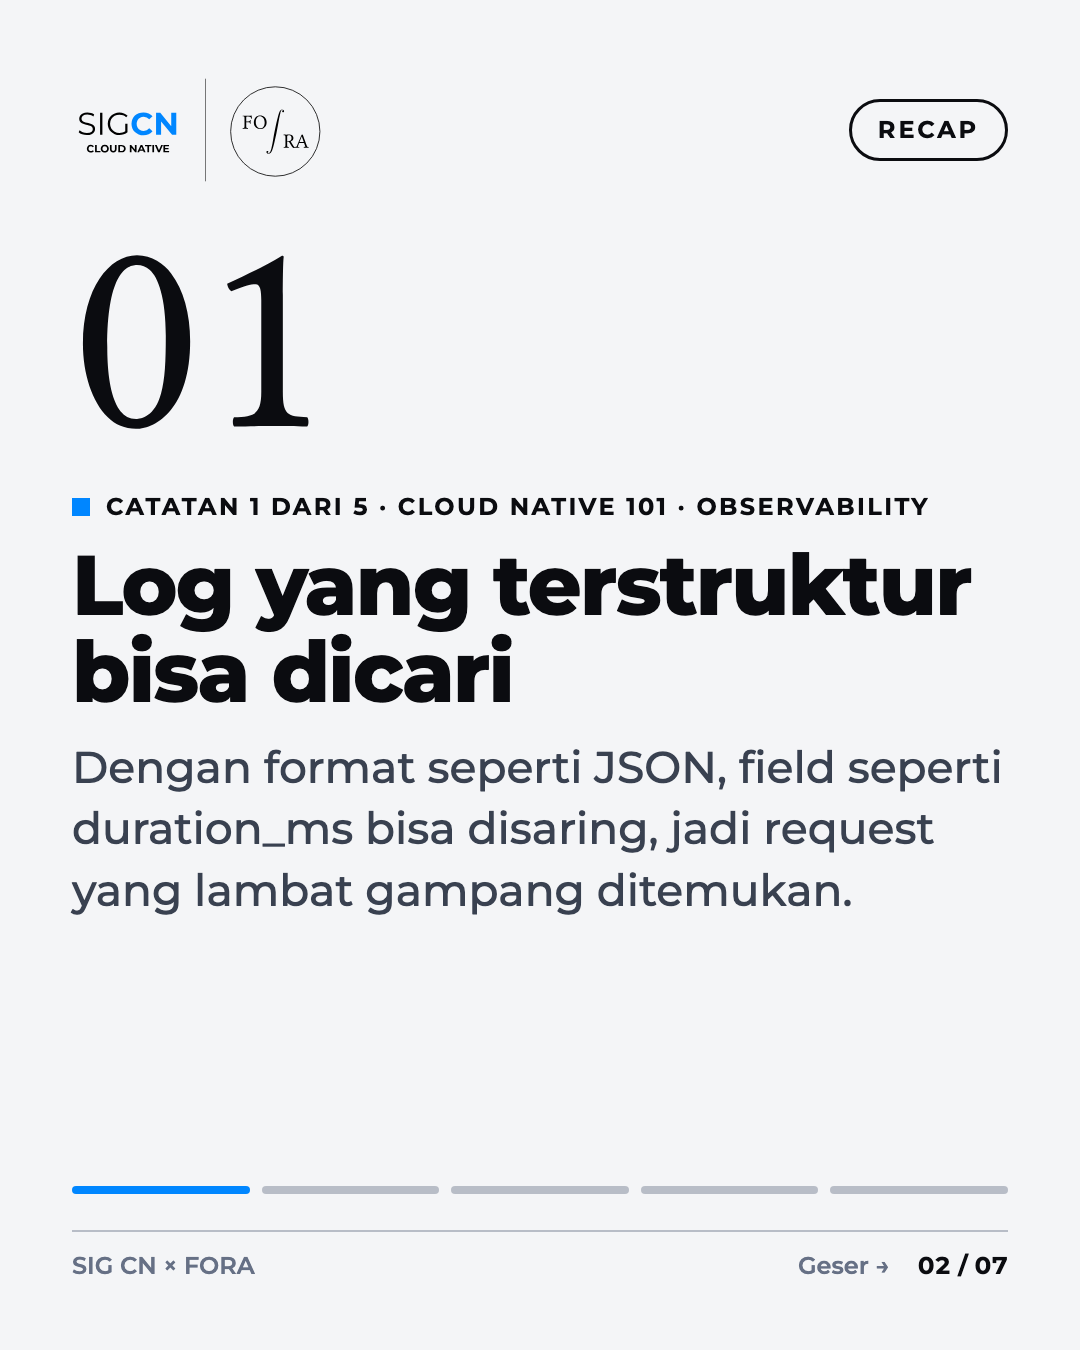 SIGCN
CLOUD NATIVE
FO∫RA
RECAP
01
CATATAN 1 DARI 5 · CLOUD NATIVE 101 · OBSERVABILITY
Log yang terstruktur
bisa dicari
Dengan format seperti JSON, field seperti
duration_ms bisa disaring, jadi request
yang lambat gampang ditemukan.
SIG CN × FORA
Geser → 02 / 07